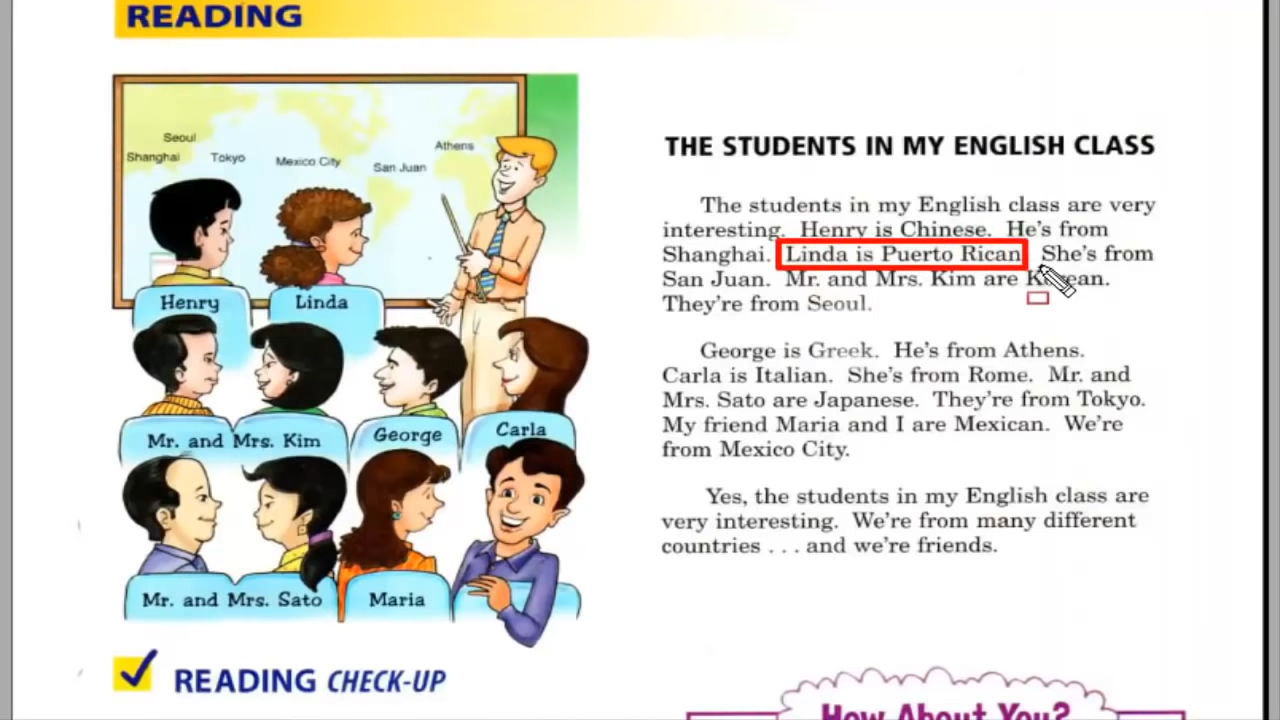 READING
Seoul
Shanghai
Tokyo
Mexico City
San Juan
Athens
Henry
Linda
Mr. and Mrs. Kim
George
Carla
Mr. and Mrs. Sato
Maria
THE STUDENTS IN MY ENGLISH CLASS
The students in my English class are very
interesting. Henry is Chinese. He's from
Shanghai. Linda is Puerto Rican. She's from
San Juan. Mr. and Mrs. Kim are Korean.
They're from Seoul.
George is Greek. He's from Athens.
Carla is Italian. She's from Rome. Mr. and
Mrs. Sato are Japanese. They're from Tokyo.
My friend Maria and I are Mexican. We're
from Mexico City.
Yes, the students in my English class are
very interesting. We're from many different
countries . . . and we're friends.
READING CHECK-UP
How About You?